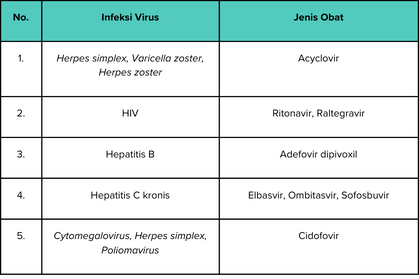 No. Infeksi Virus Jenis Obat
1. Herpes simplex, Varicella zoster, Acyclovir
Herpes zoster
2. HIV Ritonavir, Raltegravir
3. Hepatitis B Adefovir dipivoxil
4. Hepatitis C kronis Elbasvir, Ombitasvir, Sofosbuvir
5. Cytomegalovirus, Herpes simplex, Cidofovir
Poliomavirus